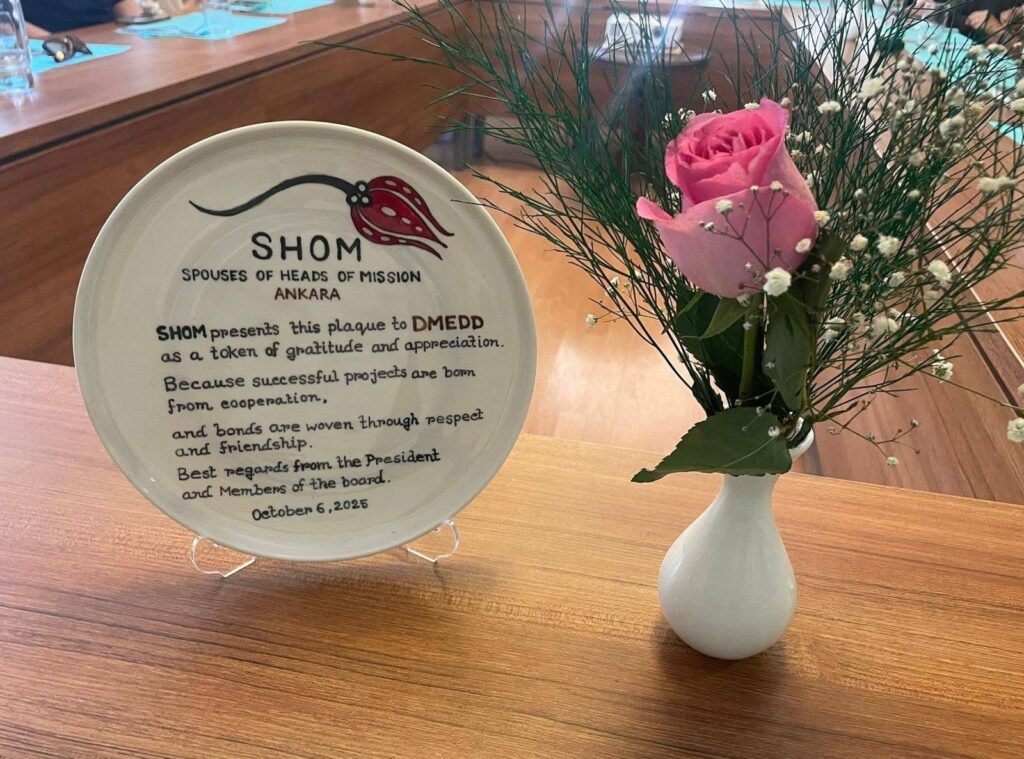 SHOM
SPOUSES OF HEADS OF MISSION
ANKARA
SHOM presents this plaque to DMEDD
as a token of gratitude and appreciation.
Because successful projects are born
from cooperation,
and bonds are woven through respect
and friendship.
Best regards from the President
and Members of the board.
October 6, 2025